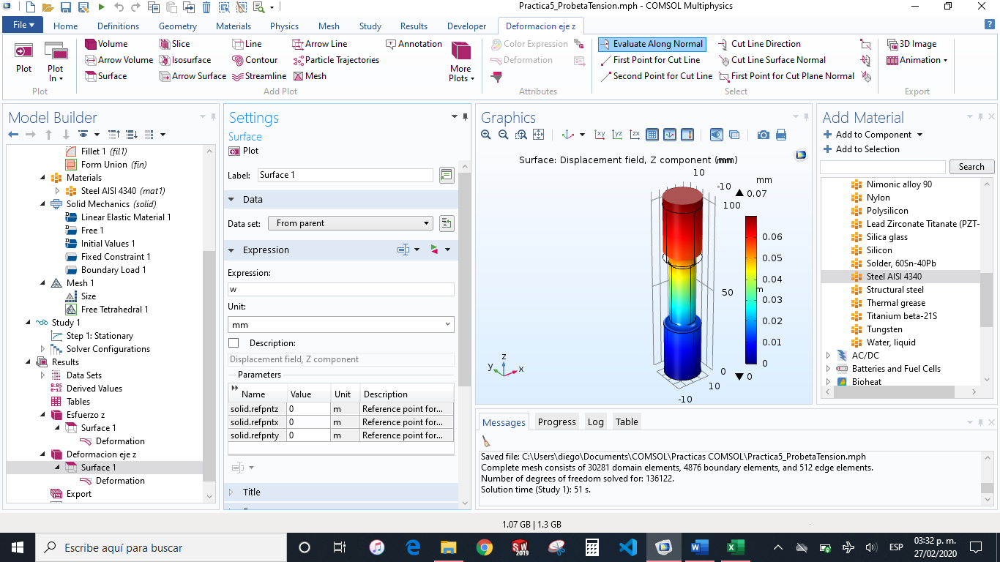 Practica5_ProbetaTension.mph - COMSOL Multiphysics
File Home Definitions Geometry Materials Physics Mesh Study Results Developer Deformacion eje z
Plot
Plot In
Plot
Volume
Arrow Volume
Surface
Slice
Isosurface
Arrow Surface
Line
Contour
Streamline
Arrow Line
Particle Trajectories
Mesh
Annotation
More Plots
Add Plot
Color Expression
Deformation
Attributes
Evaluate Along Normal
First Point for Cut Line
Second Point for Cut Line
Cut Line Direction
Cut Line Surface Normal
First Point for Cut Plane Normal
Select
3D Image
Animation
Export
Model Builder
Fillet 1 (fil1)
Form Union (fin)
Materials
Steel AISI 4340 (mat1)
Solid Mechanics (solid)
Linear Elastic Material 1
Free 1
Initial Values 1
Fixed Constraint 1
Boundary Load 1
Mesh 1
Size
Free Tetrahedral 1
Study 1
Step 1: Stationary
Solver Configurations
Results
Data Sets
8.85
e-12
Derived Values
Tables
Esfuerzo z
Surface 1
Deformation
Deformacion eje z
Surface 1
Deformation
Export
Settings
Surface
Plot
Label: Surface 1
Data
Data set: From parent
Expression
Expression:
w
Unit:
mm
Description:
Displacement field, Z component
Parameters
Name Value Unit Description
solid.refpntz 0 m Reference point for...
solid.refpntx 0 m Reference point for...
solid.refpnty 0 m Reference point for...
Title
Graphics
xy yz zx
Surface: Displacement field, Z component (mm)
10
-10
100
50
0
10
-10
mm
0.07
0.06
0.05
0.04
m
0.03
0.02
0.01
0
0
z
y
x
Add Material
Add to Component
Add to Selection
Search
Nimonic alloy 90
Nylon
Polysilicon
Lead Zirconate Titanate (PZT-
Silica glass
Silicon
Solder, 60Sn-40Pb
Steel AISI 4340
Structural steel
Thermal grease
Titanium beta-21S
Tungsten
Water, liquid
AC/DC
Batteries and Fuel Cells
Bioheat
Messages Progress Log Table
Saved file: C:\Users\diego\Documents\COMSOL\Practicas COMSOL\Practica5_ProbetaTension.mph
Complete mesh consists of 30281 domain elements, 4876 boundary elements, and 512 edge elements.
Number of degrees of freedom solved for: 136122.
Solution time (Study 1): 51 s.
1.07 GB | 1.3 GB
Escribe aquí para buscar
SW
2019
ESP
03:32 p. m.
27/02/2020